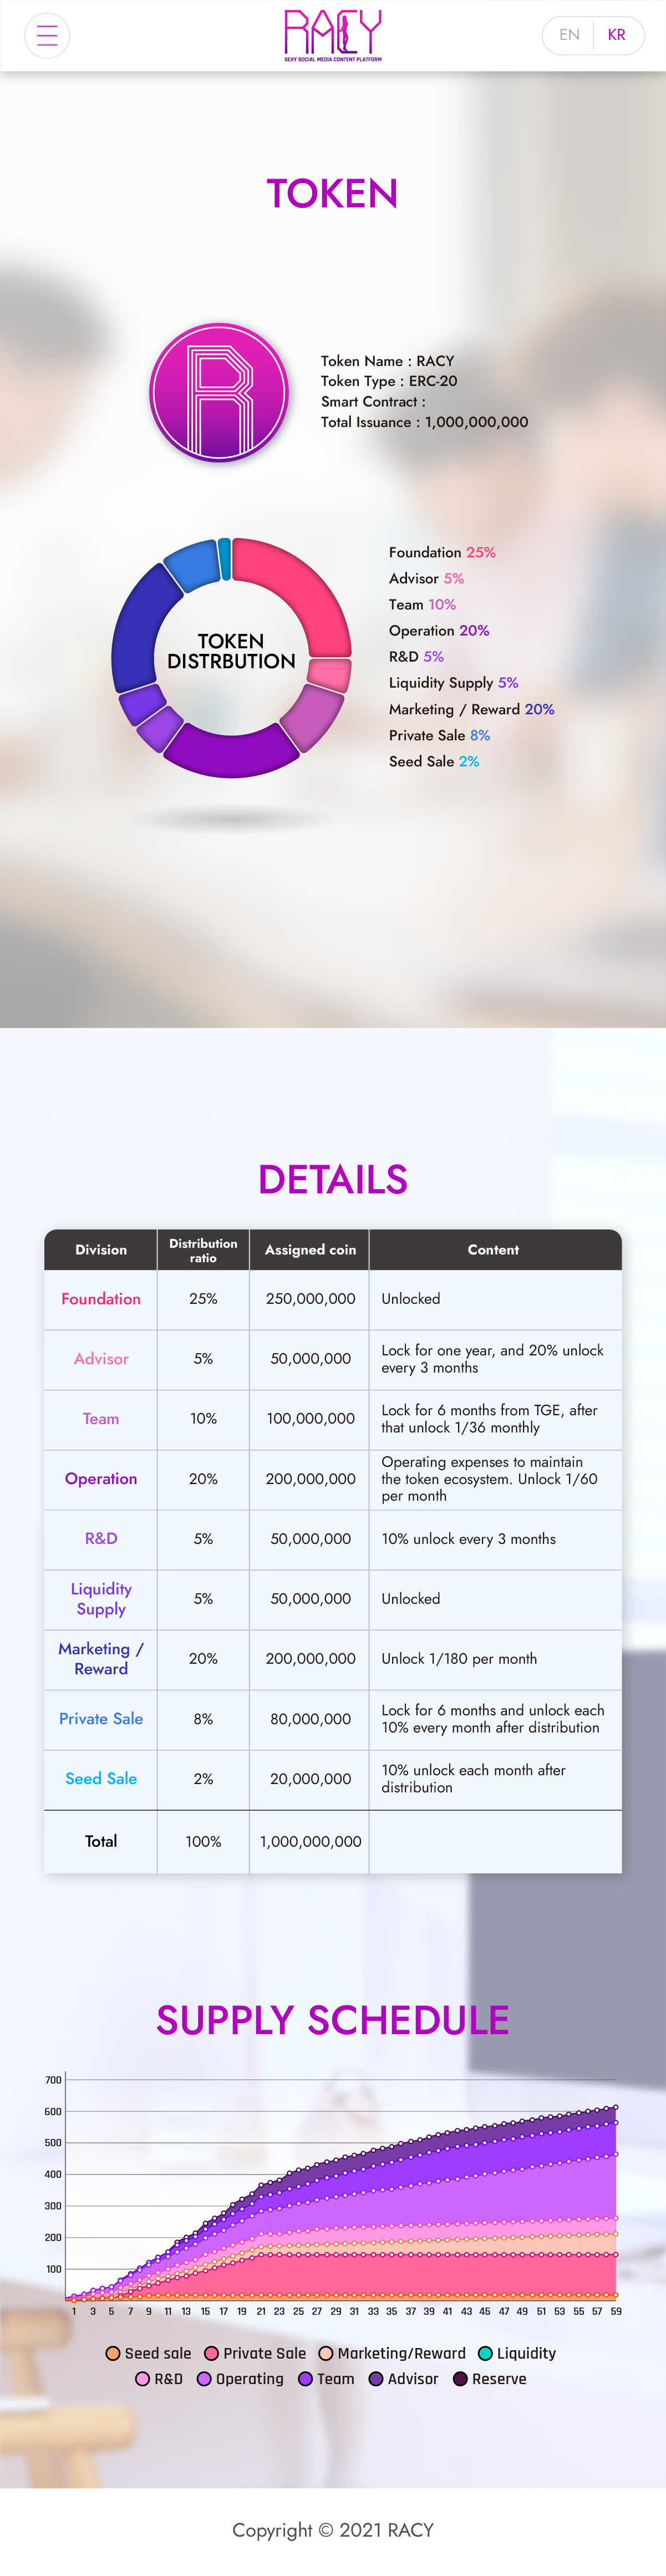 RACY
SEXY SOCIAL MEDIA CONTENT PLATFORM
EN
KR
TOKEN
R
Token Name : RACY
Token Type : ERC-20
Smart Contract :
Total Issuance : 1,000,000,000
TOKEN
DISTRBUTION
Foundation 25%
Advisor 5%
Team 10%
Operation 20%
R&D 5%
Liquidity Supply 5%
Marketing / Reward 20%
Private Sale 8%
Seed Sale 2%
DETAILS
Division
Distribution
ratio
Assigned coin
Content
Foundation
25%
250,000,000
Unlocked
Advisor
5%
50,000,000
Lock for one year, and 20% unlock
every 3 months
Team
10%
100,000,000
Lock for 6 months from TGE, after
that unlock 1/36 monthly
Operation
20%
200,000,000
Operating expenses to maintain
the token ecosystem. Unlock 1/60
per month
R&D
5%
50,000,000
10% unlock every 3 months
Liquidity
Supply
5%
50,000,000
Unlocked
Marketing /
Reward
20%
200,000,000
Unlock 1/180 per month
Private Sale
8%
80,000,000
Lock for 6 months and unlock each
10% every month after distribution
Seed Sale
2%
20,000,000
10% unlock each month after
distribution
Total
100%
1,000,000,000
SUPPLY SCHEDULE
700
600
500
400
300
200
100
1 3 5 7 9 11 13 15 17 19 21 23 25 27 29 31 33 35 37 39 41 43 45 47 49 51 53 55 57 59
Seed sale Private Sale Marketing/Reward Liquidity
R&D Operating Team Advisor Reserve
Copyright © 2021 RACY